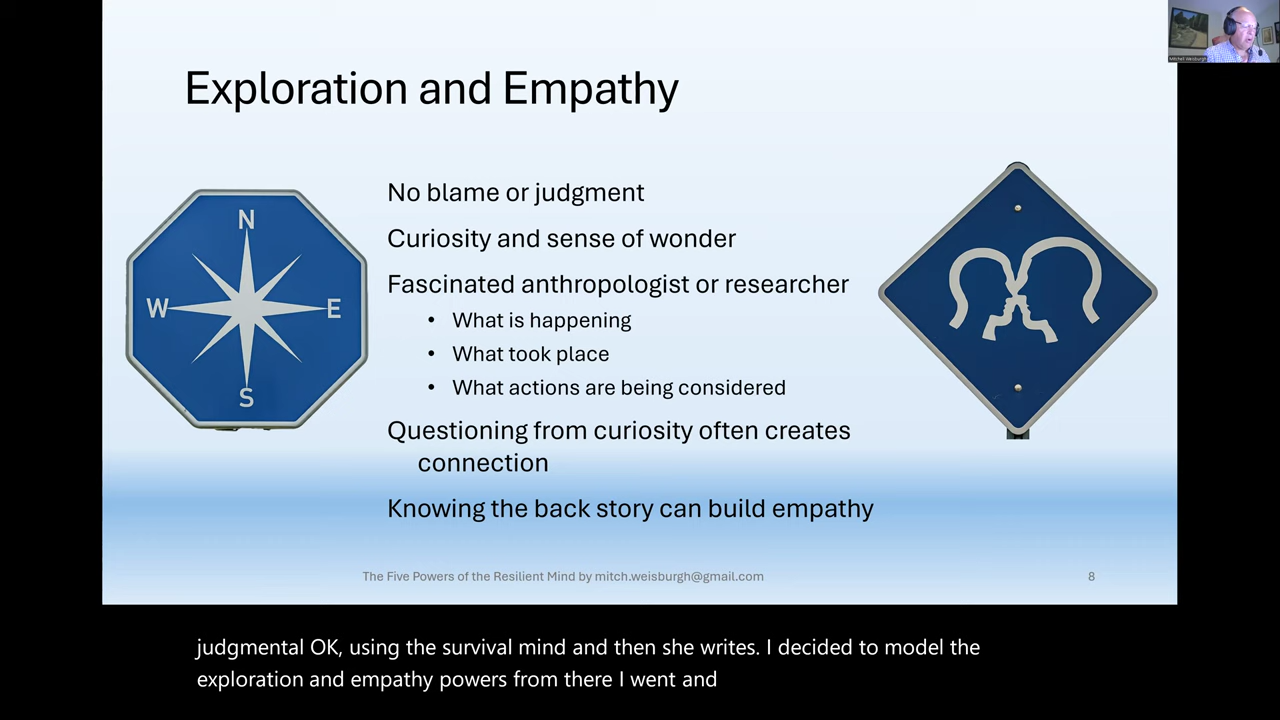 Exploration and Empathy
N
W
E
S
No blame or judgment
Curiosity and sense of wonder
Fascinated anthropologist or researcher
• What is happening
• What took place
• What actions are being considered
Questioning from curiosity often creates
connection
Knowing the back story can build empathy
The Five Powers of the Resilient Mind by mitch.weisburgh@gmail.com
8
Mitchell Weisburgh
judgmental OK, using the survival mind and then she writes. I decided to model the
exploration and empathy powers from there I went and